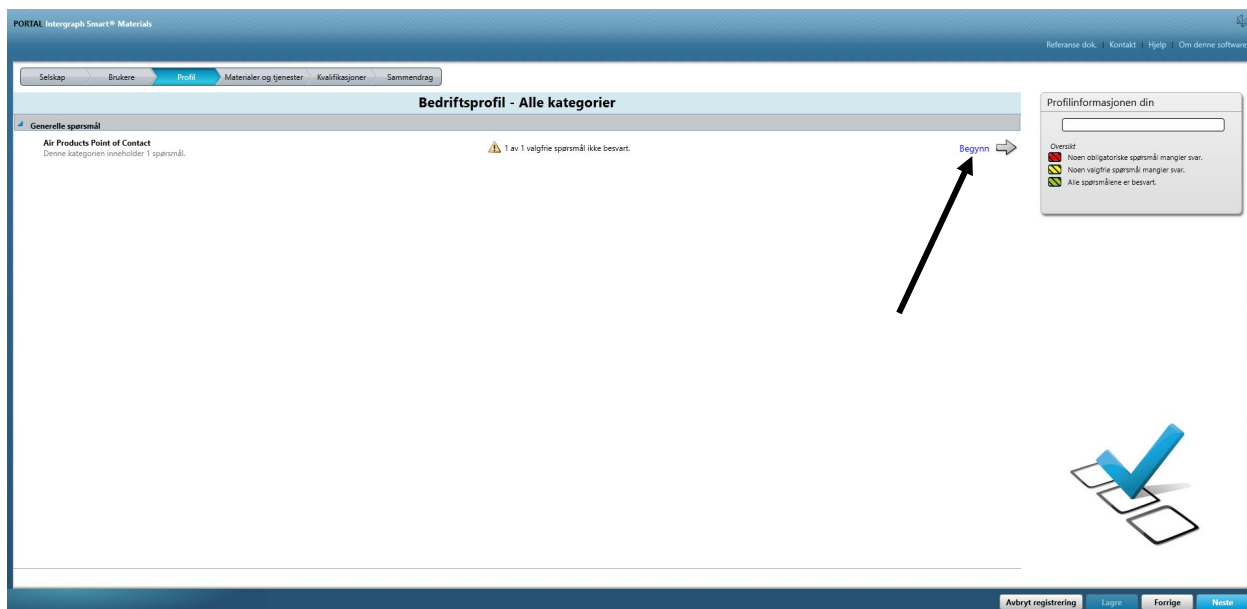 PORTAL Intergraph Smart® Materials
Referanse dok. | Kontakt | Hjelp | Om denne software
Selskap Brukere Profil Materialer og tjenester Kvalifikasjoner Sammendrag
Bedriftsprofil - Alle kategorier
Generelle spørsmål
Air Products Point of Contact
Denne kategorien inneholder 1 spørsmål.
1 av 1 valgfrie spørsmål ikke besvart.
Begynn
Profilinformasjonen din
Oversikt
Noen obligatoriske spørsmål mangler svar.
Noen valgfrie spørsmål mangler svar.
Alle spørsmålene er besvart.
Avbryt registrering Lagre Forrige Neste